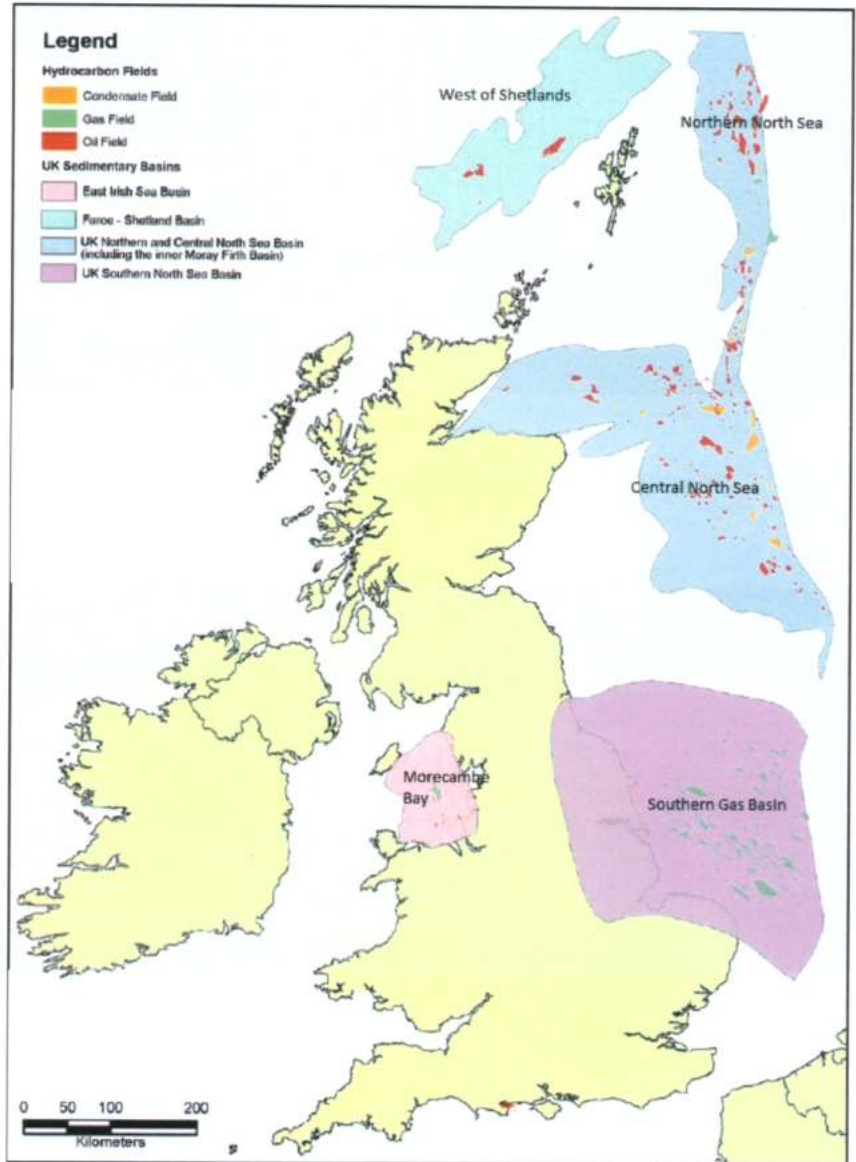 Legend
Hydrocarbon Fields
Condensate Field
Gas Field
Oil Field
UK Sedimentary Basins
East Irish Sea Basin
Faroe - Shetland Basin
UK Northern and Central North Sea Basin
(including the inner Moray Firth Basin)
UK Southern North Sea Basin
West of Shetlands
Northern North Sea
Central North Sea
Morecambe
Bay
Southern Gas Basin
0 50 100 200
Kilometers